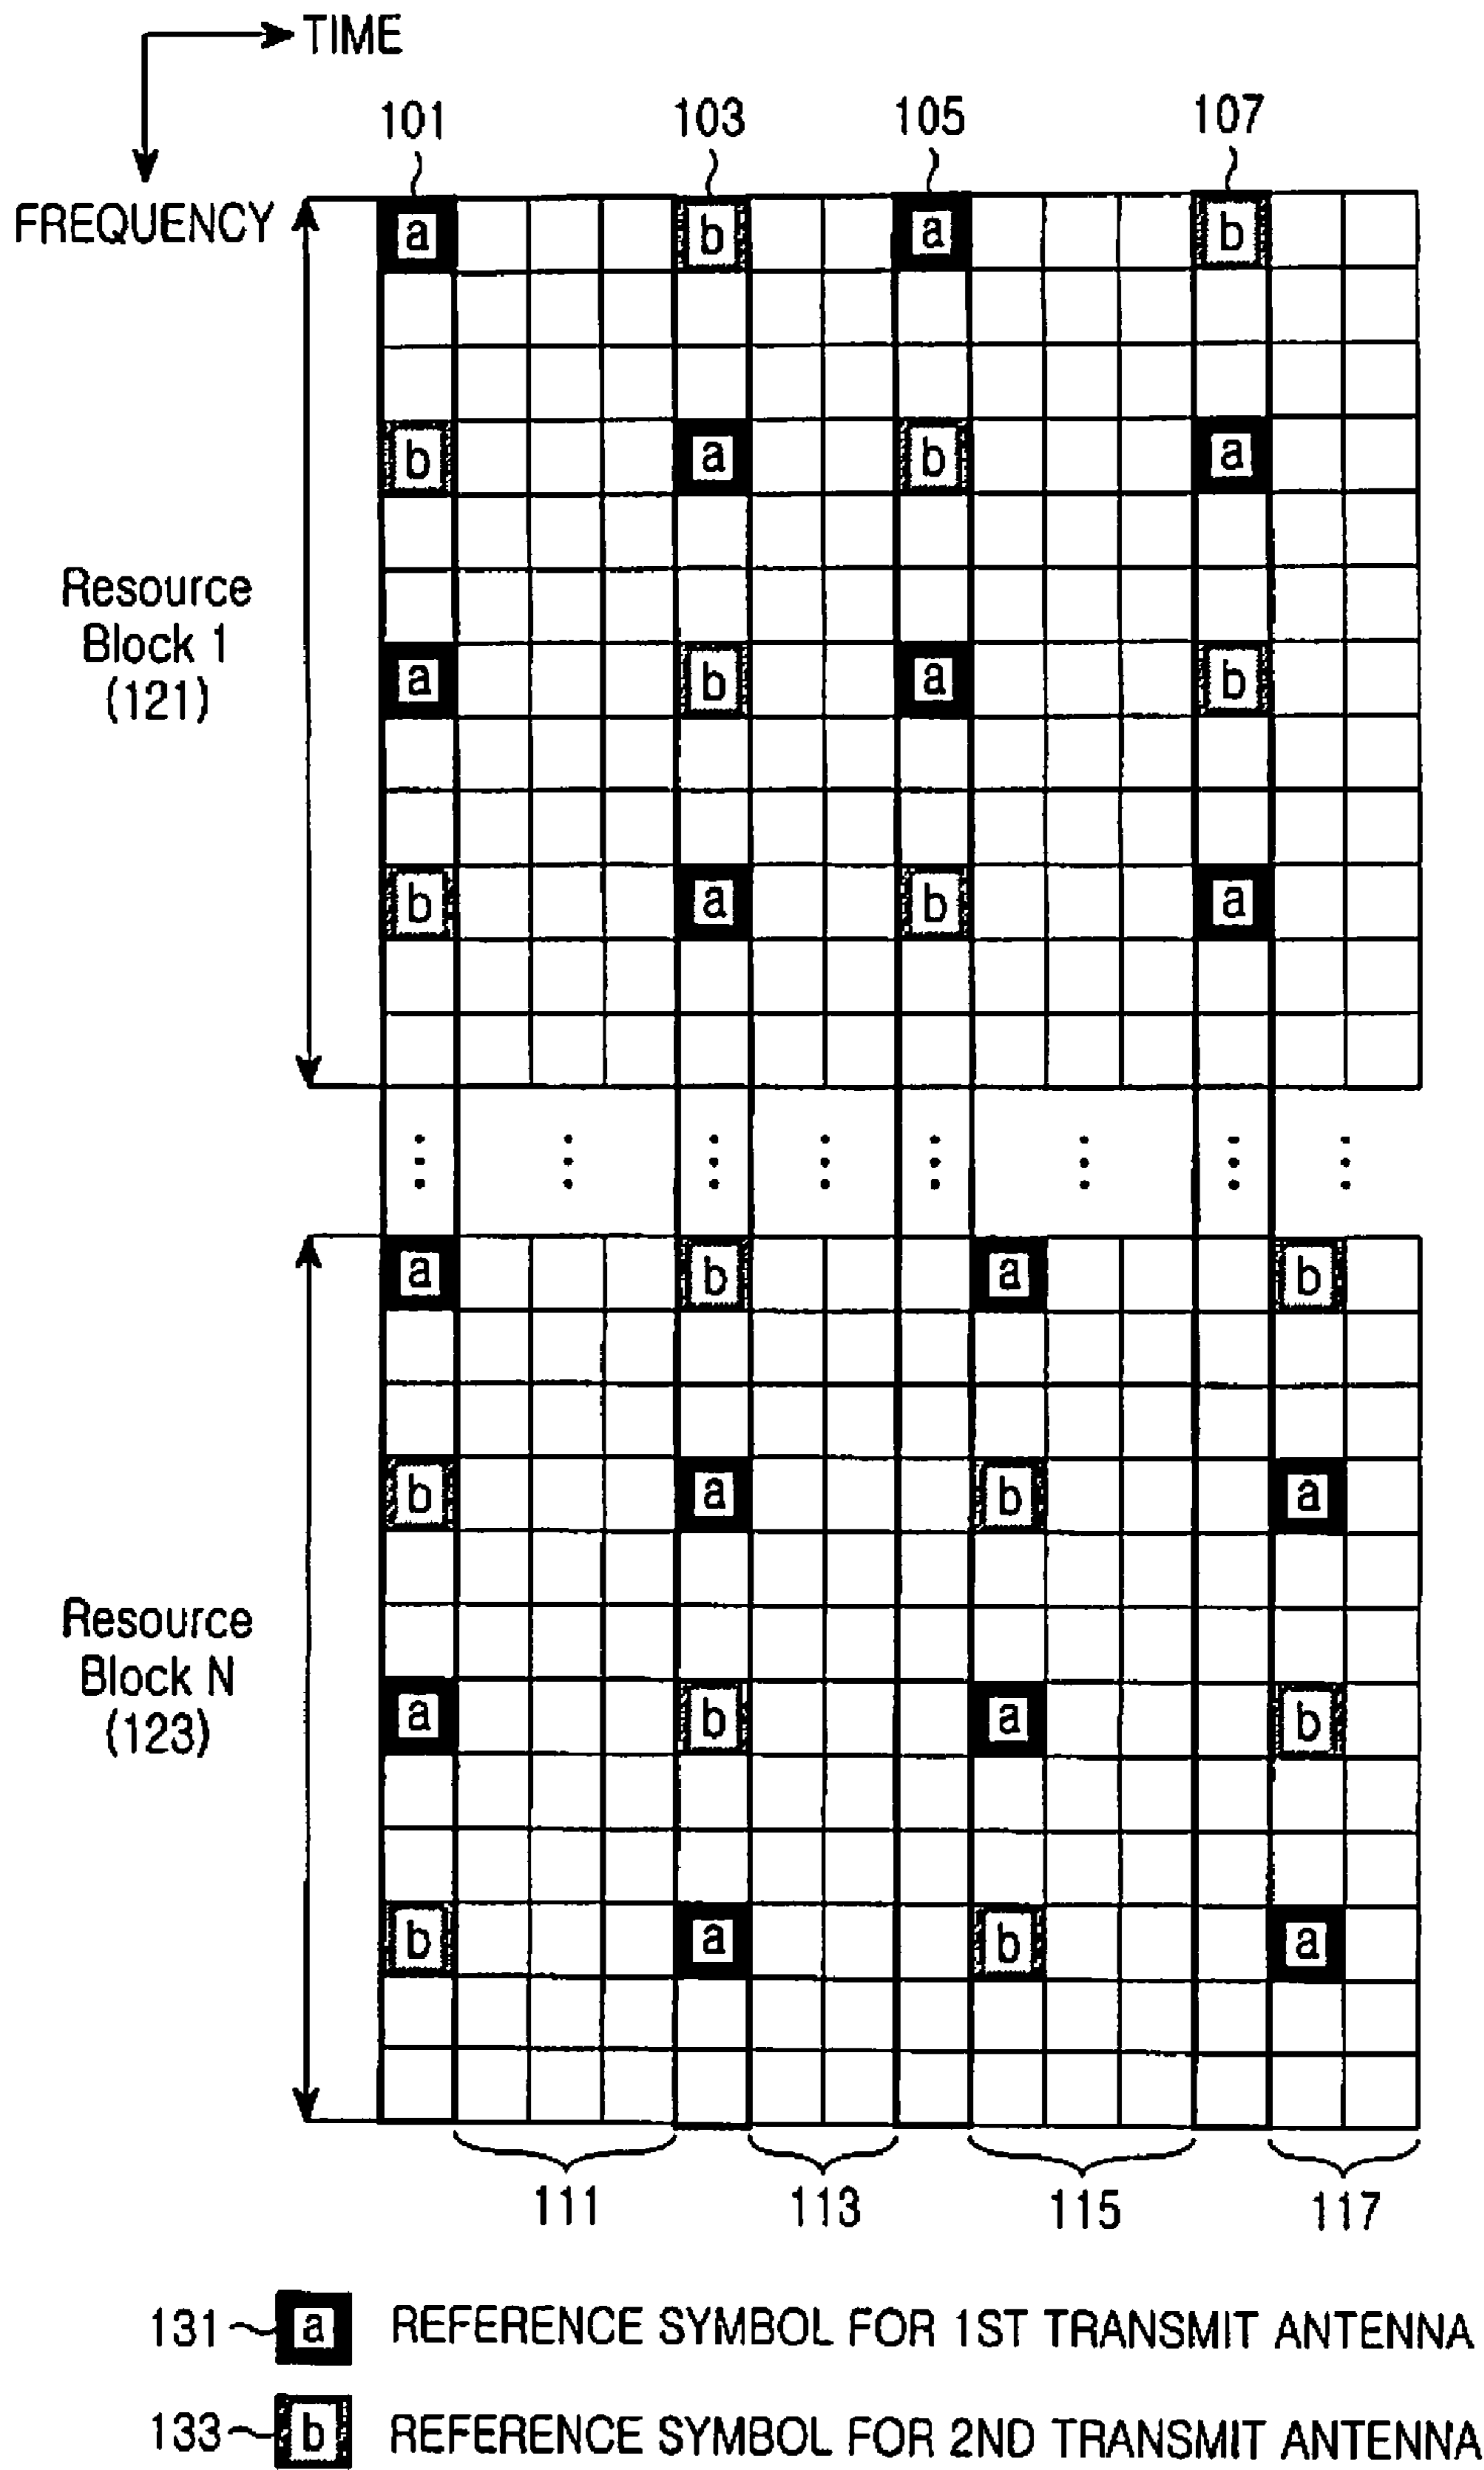 TIME
101 103 105 107
FREQUENCY
a b a b
b a b a
Resource
Block 1
(121)
a b a b
b a b a
a b a b
b a b a
Resource
Block N
(123)
a b a b
b a b a
111 113 115 117
131 a REFERENCE SYMBOL FOR 1ST TRANSMIT ANTENNA
133 b REFERENCE SYMBOL FOR 2ND TRANSMIT ANTENNA